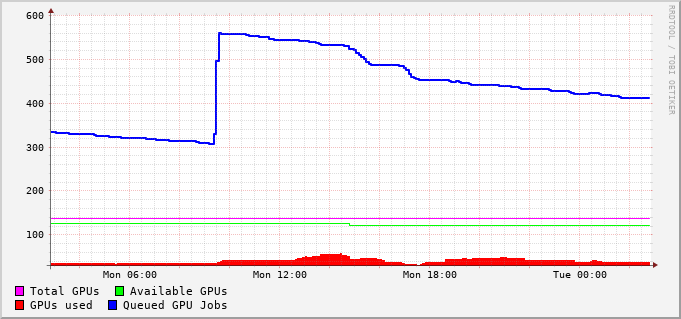 600
500
400
300
200
100
Mon 06:00 Mon 12:00 Mon 18:00 Tue 00:00
Total GPUs Available GPUs
GPUs used Queued GPU Jobs
RRDTOOL / TOBI OETIKER